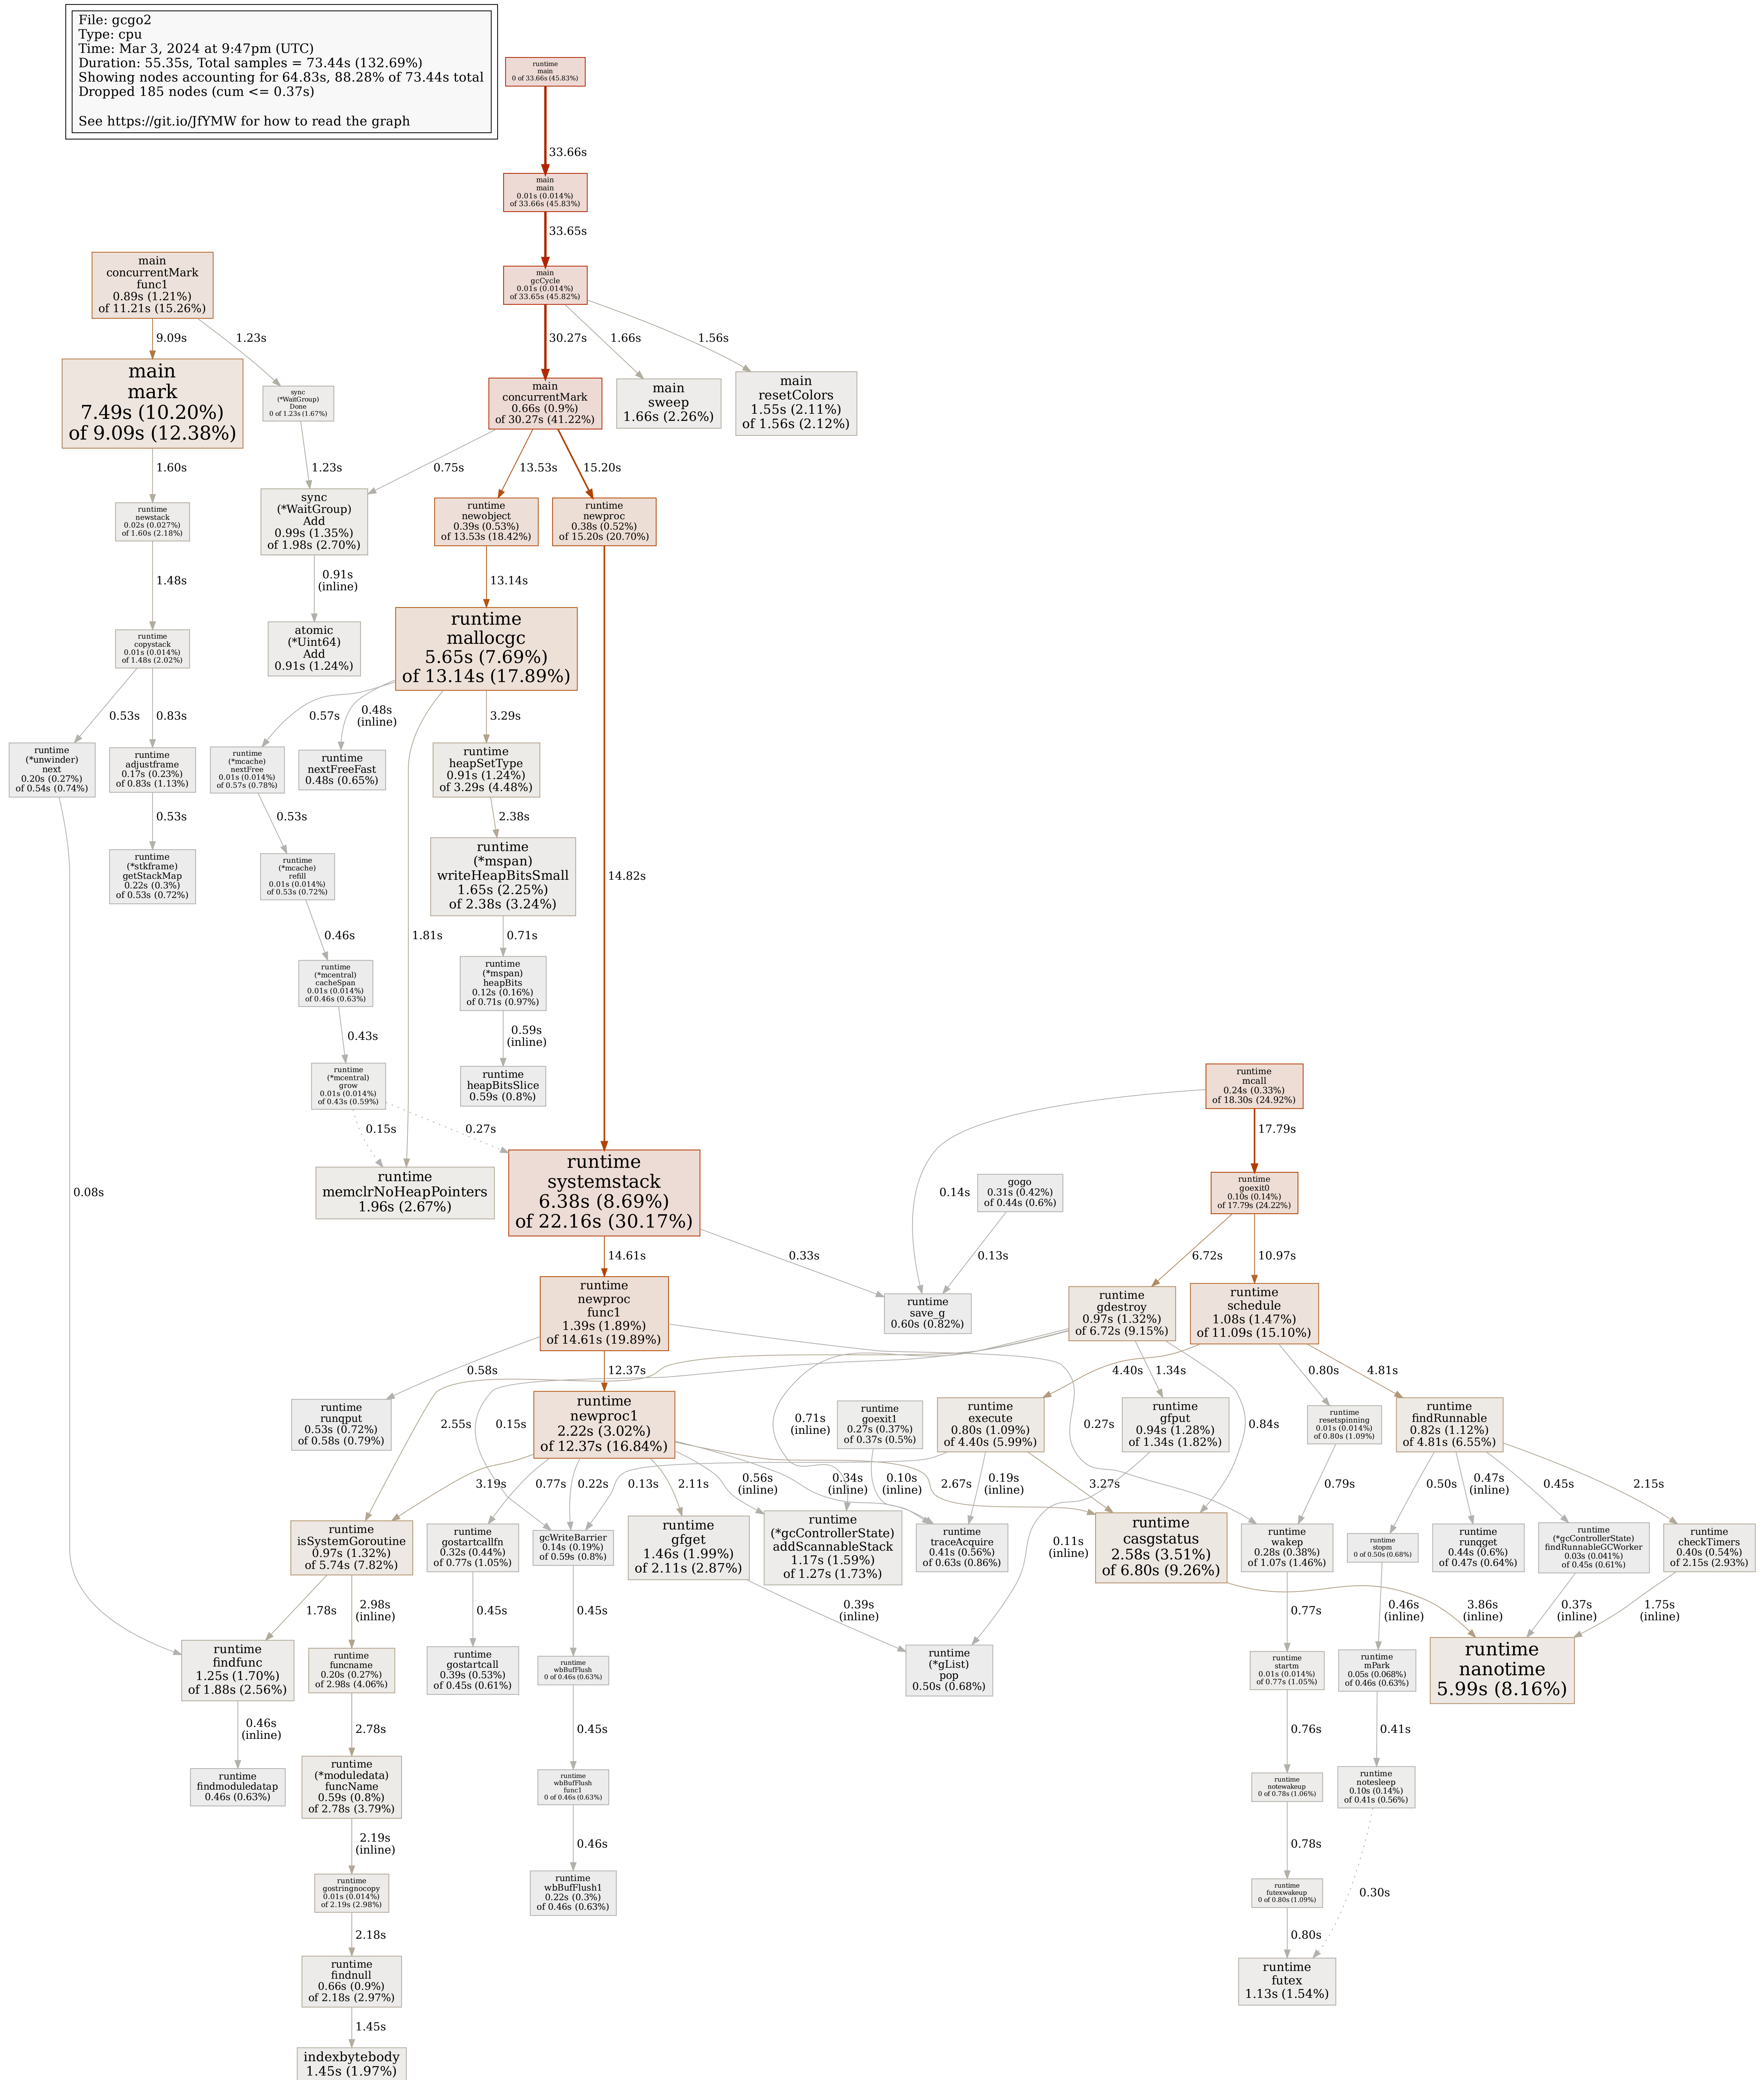 File: gcgo2
Type: cpu
Time: Mar 3, 2024 at 9:47pm (UTC)
Duration: 55.35s, Total samples = 73.44s (132.69%)
Showing nodes accounting for 64.83s, 88.28% of 73.44s total
Dropped 185 nodes (cum <= 0.37s)
See https://git.io/JfYMW for how to read the graph
runtime
main
0 of 33.66s (45.83%)
33.66s
main
main
0.01s (0.014%)
of 33.66s (45.83%)
33.65s
main
concurrentMark
func1
0.89s (1.21%)
of 11.21s (15.26%)
main
gcCycle
0.01s (0.014%)
of 33.65s (45.82%)
9.09s
1.23s
30.27s
1.66s
1.56s
main
mark
7.49s (10.20%)
of 9.09s (12.38%)
sync
(*WaitGroup)
Done
0 of 1.23s (1.67%)
main
concurrentMark
0.66s (0.9%)
of 30.27s (41.22%)
main
sweep
1.66s (2.26%)
main
resetColors
1.55s (2.11%)
of 1.56s (2.12%)
1.60s
1.23s
0.75s
13.53s
15.20s
runtime
newstack
0.02s (0.027%)
of 1.60s (2.18%)
sync
(*WaitGroup)
Add
0.99s (1.35%)
of 1.98s (2.70%)
runtime
newobject
0.39s (0.53%)
of 13.53s (18.42%)
runtime
newproc
0.38s (0.52%)
of 15.20s (20.70%)
1.48s
0.91s
(inline)
13.14s
runtime
copystack
0.01s (0.014%)
of 1.48s (2.02%)
atomic
(*Uint64)
Add
0.91s (1.24%)
runtime
mallocgc
5.65s (7.69%)
of 13.14s (17.89%)
0.53s
0.83s
0.57s
0.48s
(inline)
3.29s
runtime
(*unwinder)
next
0.20s (0.27%)
of 0.54s (0.74%)
runtime
adjustframe
0.17s (0.23%)
of 0.83s (1.13%)
runtime
(*mcache)
nextFree
0.01s (0.014%)
of 0.57s (0.78%)
runtime
nextFreeFast
0.48s (0.65%)
runtime
heapSetType
0.91s (1.24%)
of 3.29s (4.48%)
0.53s
0.53s
2.38s
runtime
(*stkframe)
getStackMap
0.22s (0.3%)
of 0.53s (0.72%)
runtime
(*mcache)
refill
0.01s (0.014%)
of 0.53s (0.72%)
runtime
(*mspan)
writeHeapBitsSmall
1.65s (2.25%)
of 2.38s (3.24%)
14.82s
0.46s
1.81s
0.71s
runtime
(*mcentral)
cacheSpan
0.01s (0.014%)
of 0.46s (0.63%)
runtime
(*mspan)
heapBits
0.12s (0.16%)
of 0.71s (0.97%)
0.43s
0.59s
(inline)
runtime
(*mcentral)
grow
0.01s (0.014%)
of 0.43s (0.59%)
runtime
heapBitsSlice
0.59s (0.8%)
runtime
mcall
0.24s (0.33%)
of 18.30s (24.92%)
0.15s
0.27s
17.79s
0.08s
runtime
memclrNoHeapPointers
1.96s (2.67%)
runtime
systemstack
6.38s (8.69%)
of 22.16s (30.17%)
0.14s
gogo
0.31s (0.42%)
of 0.44s (0.6%)
runtime
goexit0
0.10s (0.14%)
of 17.79s (24.22%)
14.61s
0.33s
0.13s
6.72s
10.97s
runtime
newproc
func1
1.39s (1.89%)
of 14.61s (19.89%)
runtime
save_g
0.60s (0.82%)
runtime
gdestroy
0.97s (1.32%)
of 6.72s (9.15%)
runtime
schedule
1.08s (1.47%)
of 11.09s (15.10%)
0.58s
12.37s
4.40s
1.34s
0.80s
4.81s
runtime
runqput
0.53s (0.72%)
of 0.58s (0.79%)
2.55s
0.15s
runtime
newproc1
2.22s (3.02%)
of 12.37s (16.84%)
0.71s
(inline)
runtime
goexit1
0.27s (0.37%)
of 0.37s (0.5%)
runtime
execute
0.80s (1.09%)
of 4.40s (5.99%)
0.27s
runtime
gfput
0.94s (1.28%)
of 1.34s (1.82%)
0.84s
runtime
resetspinning
0.01s (0.014%)
of 0.80s (1.09%)
runtime
findRunnable
0.82s (1.12%)
of 4.81s (6.55%)
3.19s
0.77s
0.22s
0.13s
2.11s
0.56s
(inline)
0.34s
(inline)
0.10s
(inline)
2.67s
0.19s
(inline)
3.27s
0.79s
0.50s
0.47s
(inline)
0.45s
2.15s
runtime
isSystemGoroutine
0.97s (1.32%)
of 5.74s (7.82%)
runtime
gostartcallfn
0.32s (0.44%)
of 0.77s (1.05%)
gcWriteBarrier
0.14s (0.19%)
of 0.59s (0.8%)
runtime
gfget
1.46s (1.99%)
of 2.11s (2.87%)
runtime
(*gcControllerState)
addScannableStack
1.17s (1.59%)
of 1.27s (1.73%)
runtime
traceAcquire
0.41s (0.56%)
of 0.63s (0.86%)
0.11s
(inline)
runtime
casgstatus
2.58s (3.51%)
of 6.80s (9.26%)
runtime
wakep
0.28s (0.38%)
of 1.07s (1.46%)
runtime
stopm
0 of 0.50s (0.68%)
runtime
runqget
0.44s (0.6%)
of 0.47s (0.64%)
runtime
(*gcControllerState)
findRunnableGCWorker
0.03s (0.041%)
of 0.45s (0.61%)
runtime
checkTimers
0.40s (0.54%)
of 2.15s (2.93%)
1.78s
2.98s
(inline)
0.45s
0.45s
0.39s
(inline)
0.77s
0.46s
(inline)
3.86s
(inline)
0.37s
(inline)
1.75s
(inline)
runtime
findfunc
1.25s (1.70%)
of 1.88s (2.56%)
runtime
funcname
0.20s (0.27%)
of 2.98s (4.06%)
runtime
gostartcall
0.39s (0.53%)
of 0.45s (0.61%)
runtime
wbBufFlush
0 of 0.46s (0.63%)
runtime
(*gList)
pop
0.50s (0.68%)
runtime
startm
0.01s (0.014%)
of 0.77s (1.05%)
runtime
mPark
0.05s (0.068%)
of 0.46s (0.63%)
runtime
nanotime
5.99s (8.16%)
0.46s
(inline)
2.78s
0.45s
0.76s
0.41s
runtime
findmoduledatap
0.46s (0.63%)
runtime
(*moduledata)
funcName
0.59s (0.8%)
of 2.78s (3.79%)
runtime
wbBufFlush
func1
0 of 0.46s (0.63%)
runtime
notewakeup
0 of 0.78s (1.06%)
runtime
notesleep
0.10s (0.14%)
of 0.41s (0.56%)
2.19s
(inline)
0.46s
0.78s
runtime
gostringnocopy
0.01s (0.014%)
of 2.19s (2.98%)
runtime
wbBufFlush1
0.22s (0.3%)
of 0.46s (0.63%)
runtime
futexwakeup
0 of 0.80s (1.09%)
0.30s
2.18s
0.80s
runtime
findnull
0.66s (0.9%)
of 2.18s (2.97%)
runtime
futex
1.13s (1.54%)
1.45s
indexbytebody
1.45s (1.97%)